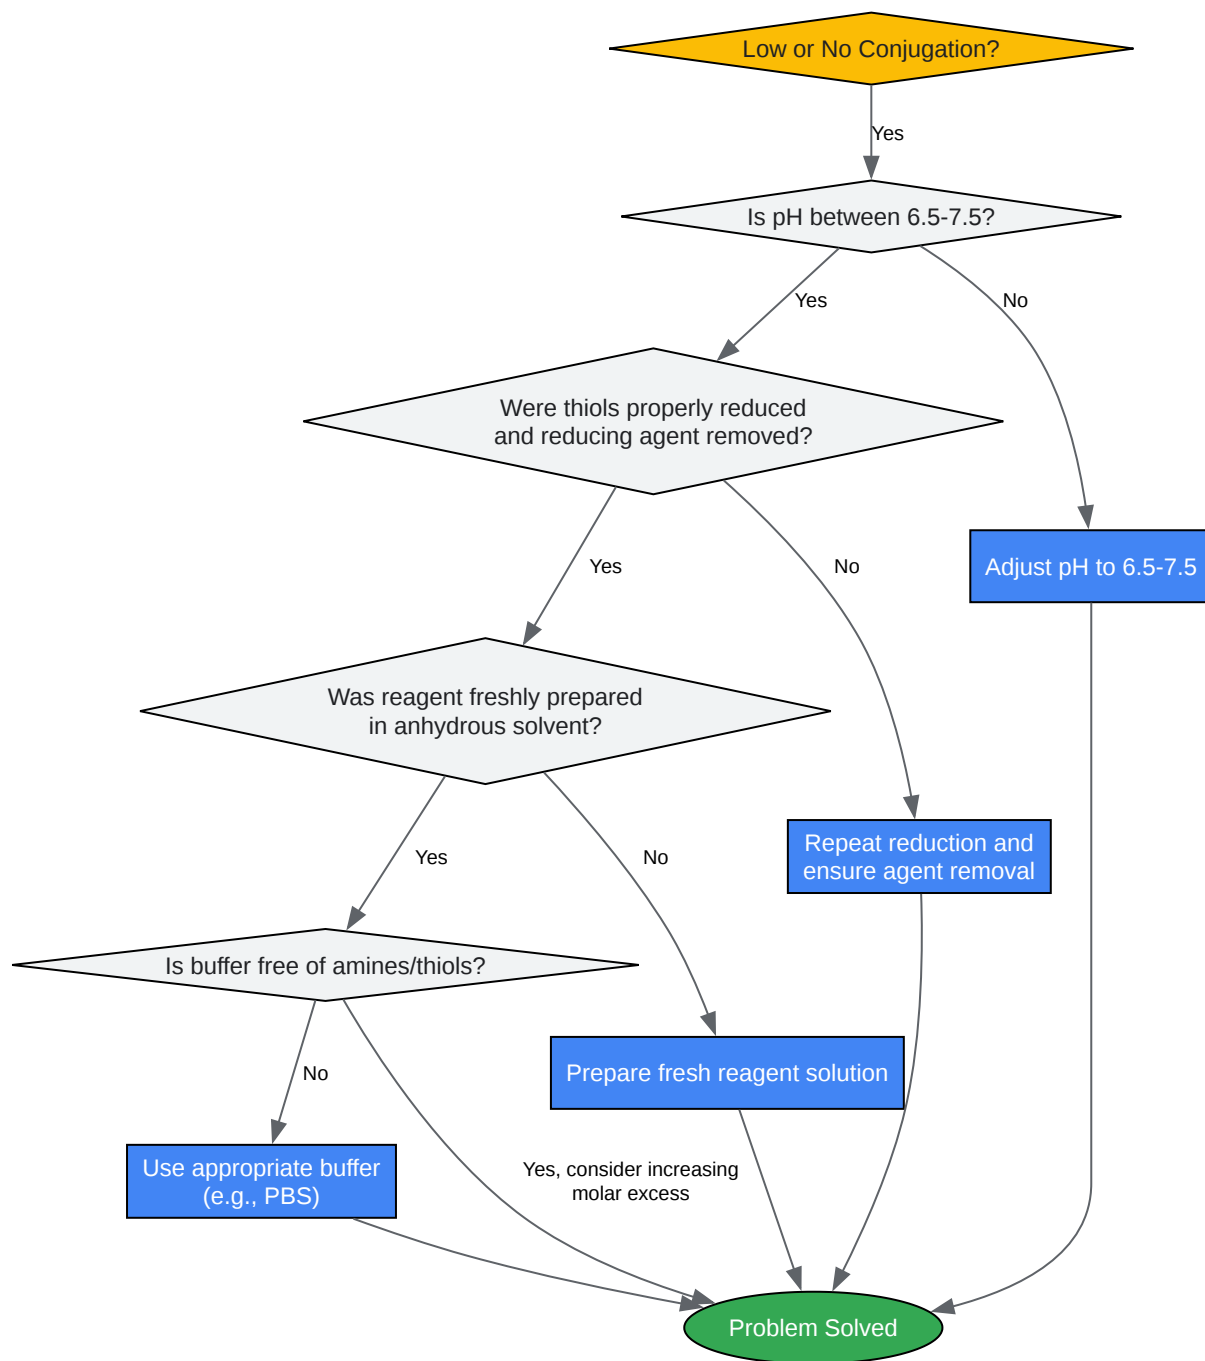 Low or No Conjugation?
Yes
Is pH between 6.5-7.5?
Yes
No
Were thiols properly reduced
and reducing agent removed?
Yes
No
Adjust pH to 6.5-7.5
Was reagent freshly prepared
in anhydrous solvent?
Yes
No
Repeat reduction and
ensure agent removal
Is buffer free of amines/thiols?
No
Prepare fresh reagent solution
Use appropriate buffer
(e.g., PBS)
Yes, consider increasing
molar excess
Problem Solved